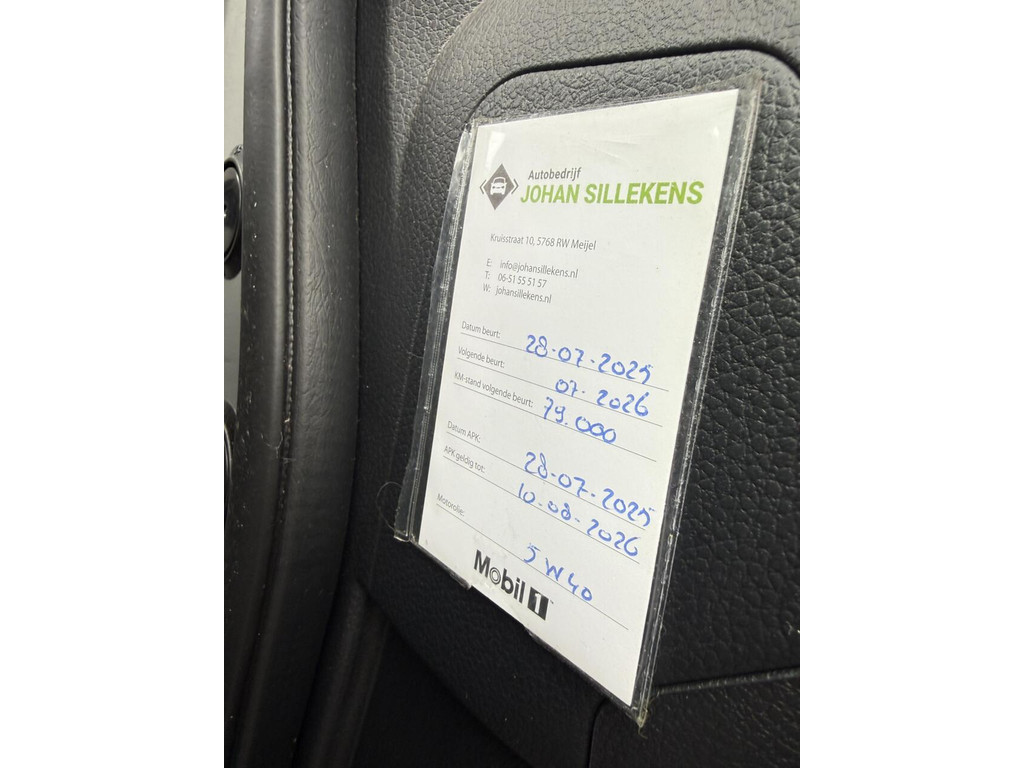 Autobedrijf
JOHAN SILLEKENS
Kruisstraat 10, 5768 RW Meijel
E: info@johansillekens.nl
T: 06-51 55 51 57
W: johansillekens.nl
Datum beurt: 28-07-2025
Volgende beurt: 07-2026
KM-stand volgende beurt: 79.000
Datum APK: 28-07-2025
APK geldig tot: 10-08-2026
Motorolie: 5W40
Mobil 1™